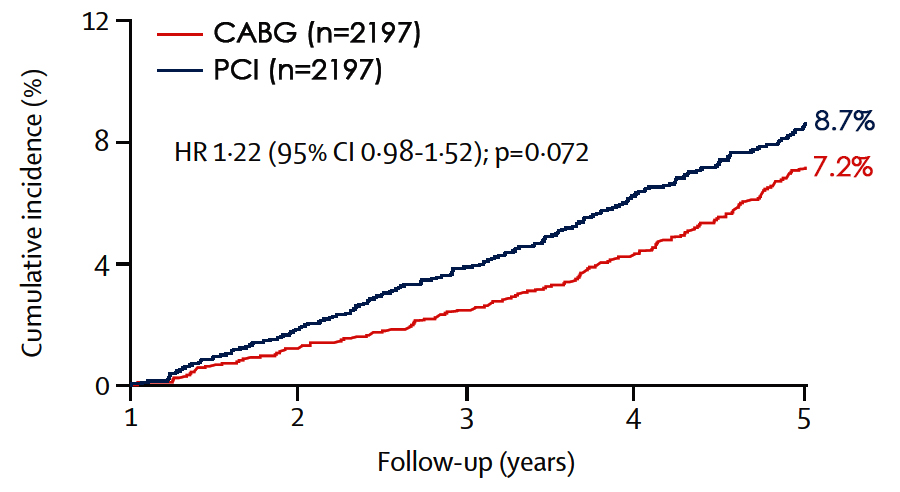 12
CABG (n=2197)
PCI (n=2197)
8.7%
8
HR 1·22 (95% CI 0·98-1·52); p=0·072
7.2%
Cumulative incidence (%)
4
0
1 2 3 4 5
Follow-up (years)